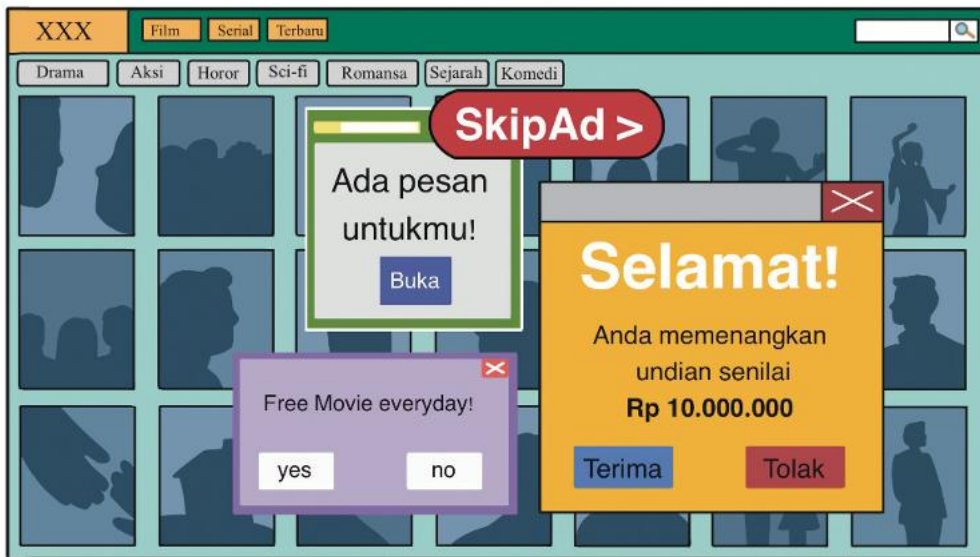 XXX
Film
Serial
Terbaru
Drama
Aksi
Horor
Sci-fi
Romansa
Sejarah
Komedi
SkipAd >
Ada pesan
untukmu!
Buka
Selamat!
Anda memenangkan
undian senilai
Rp 10.000.000
Terima
Tolak
Free Movie everyday!
yes
no